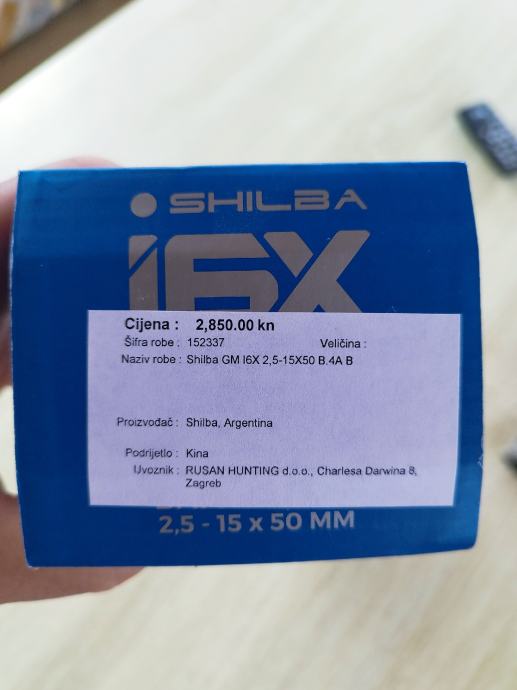 SHILBA
i6X
Cijena : 2,850.00 kn
Šifra robe : 152337 Veličina :
Naziv robe : Shilba GM I6X 2,5-15X50 B.4A B
Proizvođač : Shilba, Argentina
Podrijetlo : Kina
Uvoznik : RUSAN HUNTING d.o.o., Charlesa Darwina 8,
Zagreb
2,5 - 15 x 50 MM